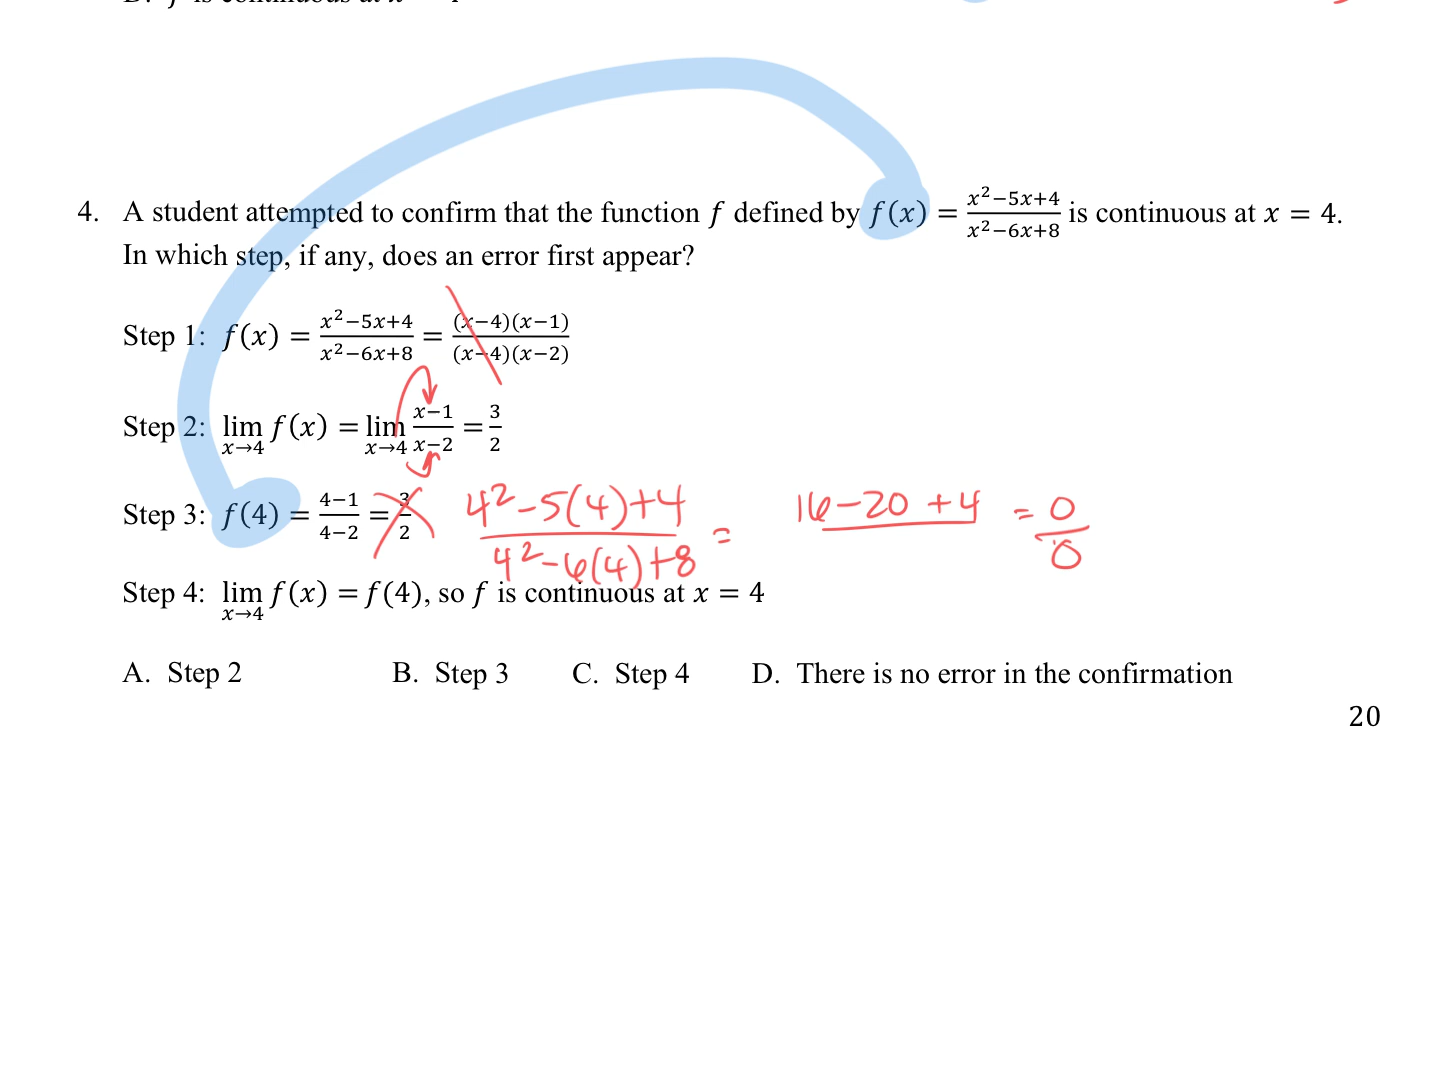 4. A student attempted to confirm that the function f defined by f(x) = (x²−5x+4)/(x²−6x+8) is continuous at x = 4.
In which step, if any, does an error first appear?
Step 1: f(x) = (x²−5x+4)/(x²−6x+8) = ((x−4)(x−1))/((x−4)(x−2))
Step 2: lim x→4 f(x) = lim x→4 (x−1)/(x−2) = 3/2
Step 3: f(4) = (4−1)/(4−2) = 3/2 (4²−5(4)+4)/(4²−6(4)+8) = 16−20+4 = 0/0
Step 4: lim x→4 f(x) = f(4), so f is continuous at x = 4
A. Step 2 B. Step 3 C. Step 4 D. There is no error in the confirmation
20